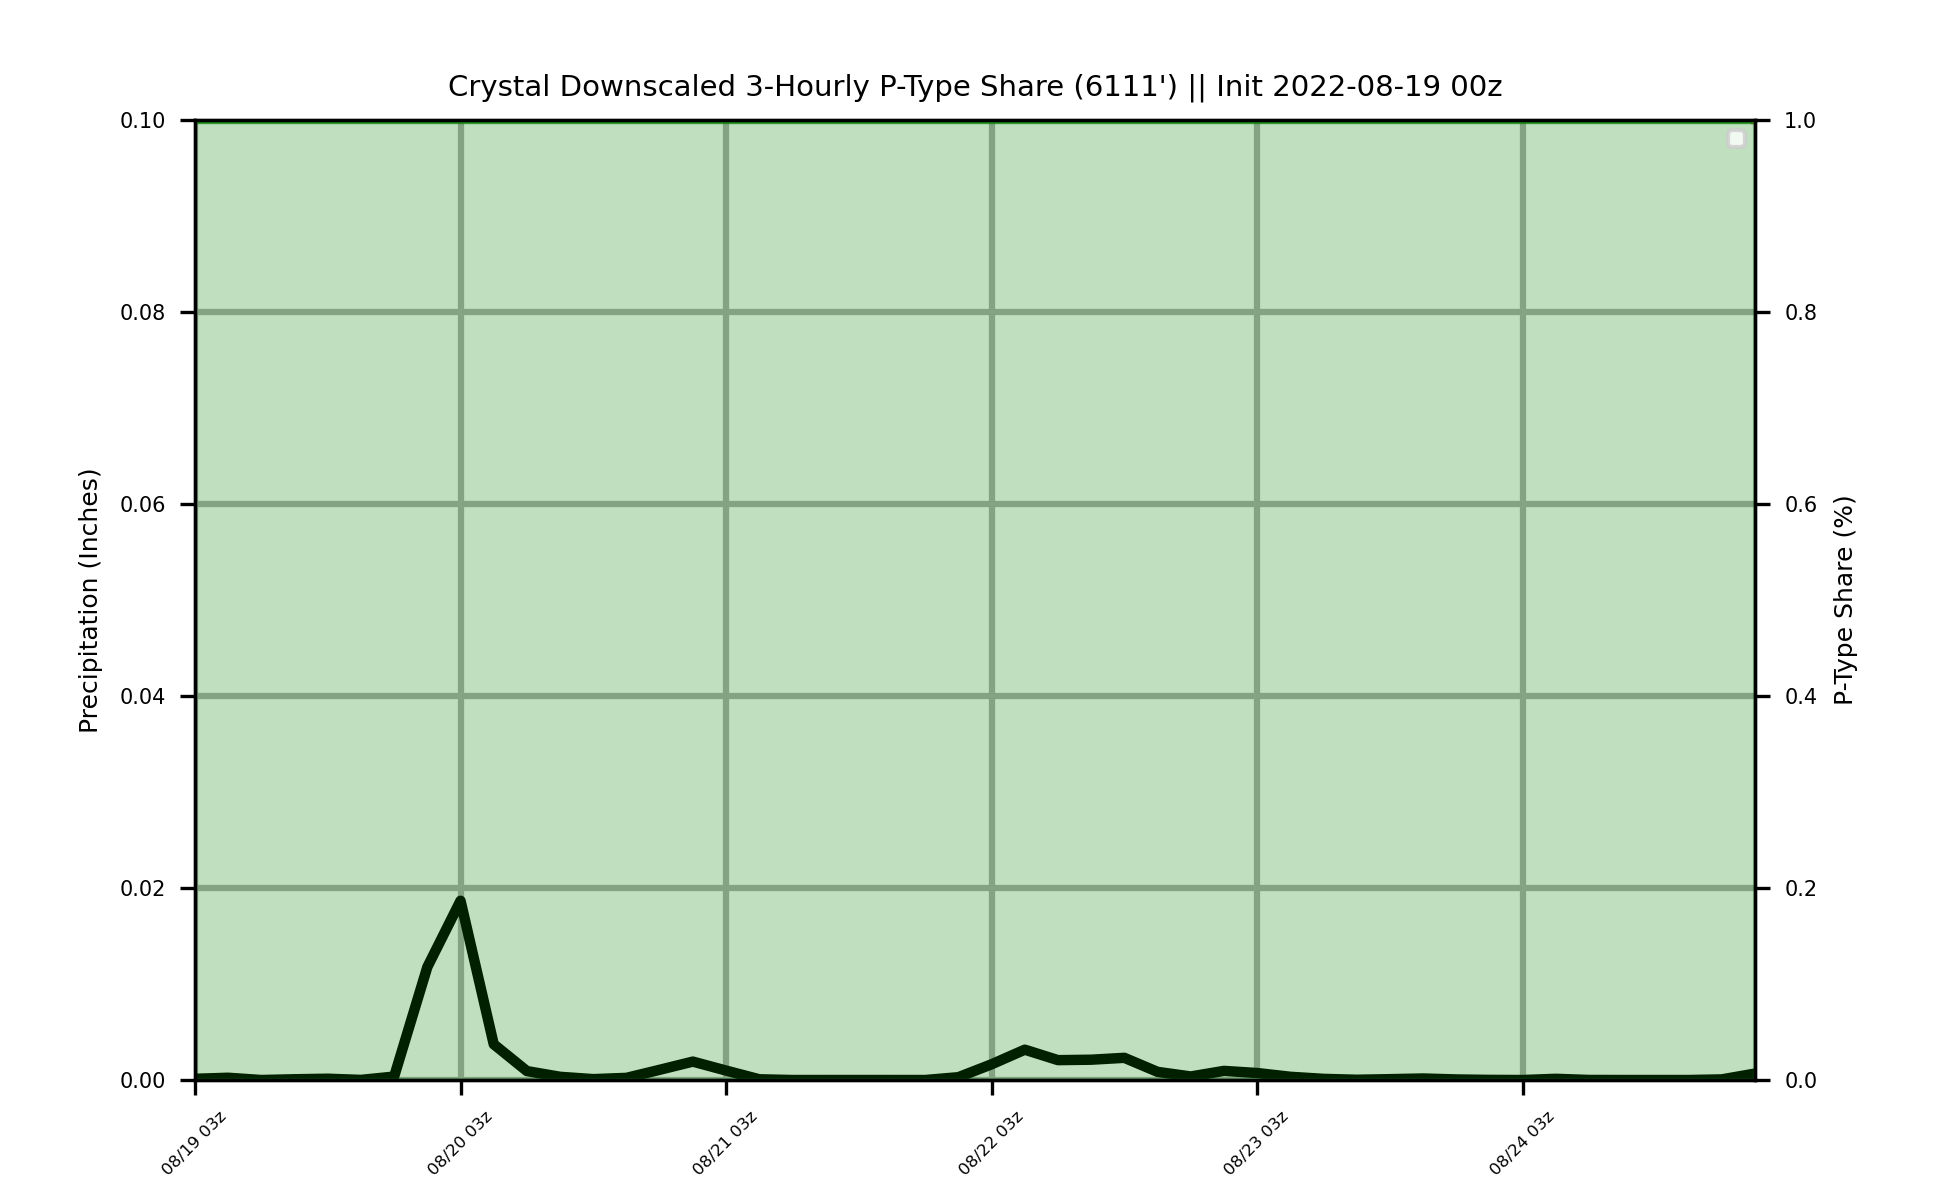 Crystal Downscaled 3-Hourly P-Type Share (6111') || Init 2022-08-19 00z
0.10
0.08
0.06
0.04
0.02
0.00
Precipitation (Inches)
1.0
0.8
0.6
0.4
0.2
0.0
P-Type Share (%)
08/19 03z
08/20 03z
08/21 03z
08/22 03z
08/23 03z
08/24 03z